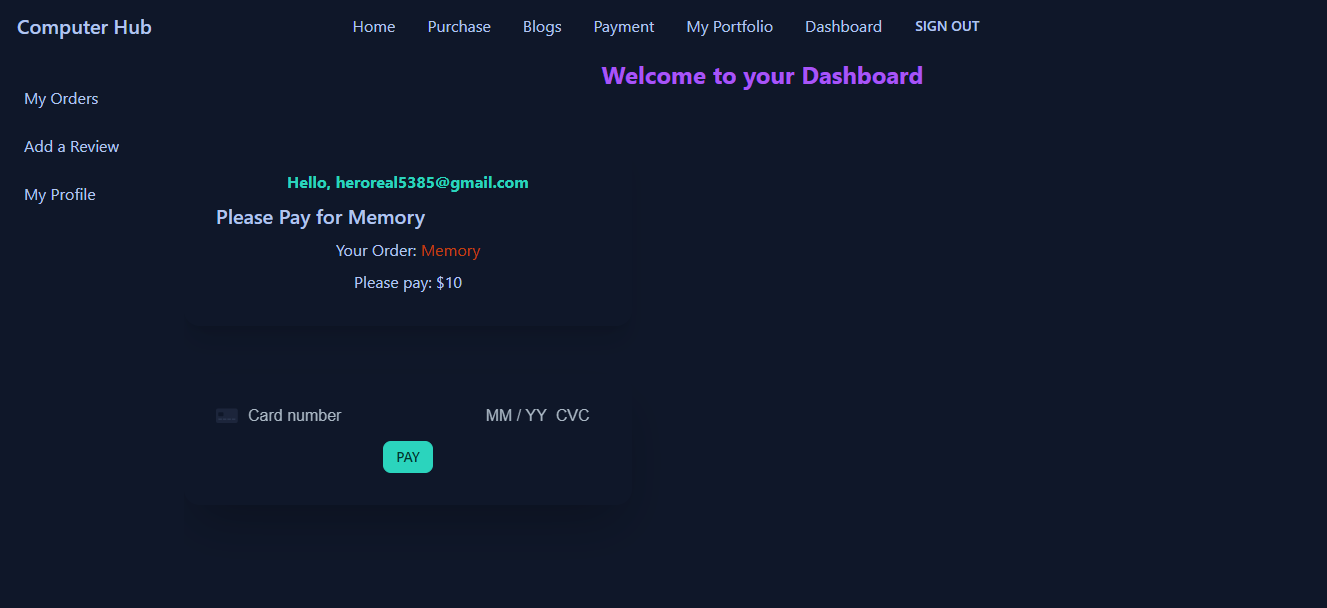 Computer Hub Home Purchase Blogs Payment My Portfolio Dashboard SIGN OUT
Welcome to your Dashboard
My Orders
Add a Review
My Profile
Hello, heroreal5385@gmail.com
Please Pay for Memory
Your Order: Memory
Please pay: $10
Card number MM / YY CVC
PAY